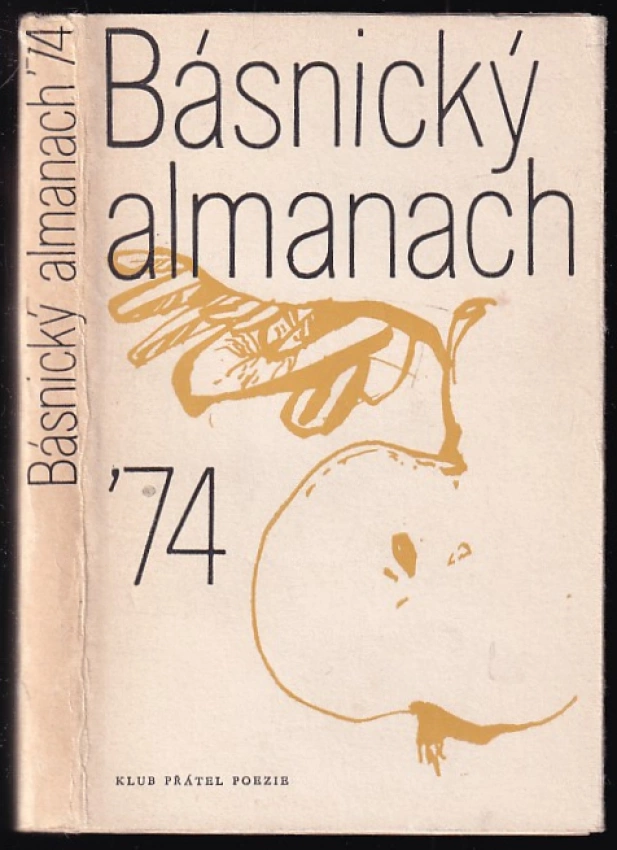 Básnický almanach '74
Básnický
almanach
'74
KLUB PŘÁTEL POEZIE